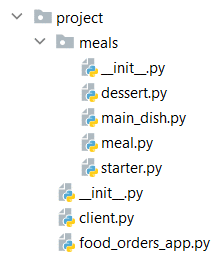 project
meals
__init__.py
dessert.py
main_dish.py
meal.py
starter.py
__init__.py
client.py
food_orders_app.py